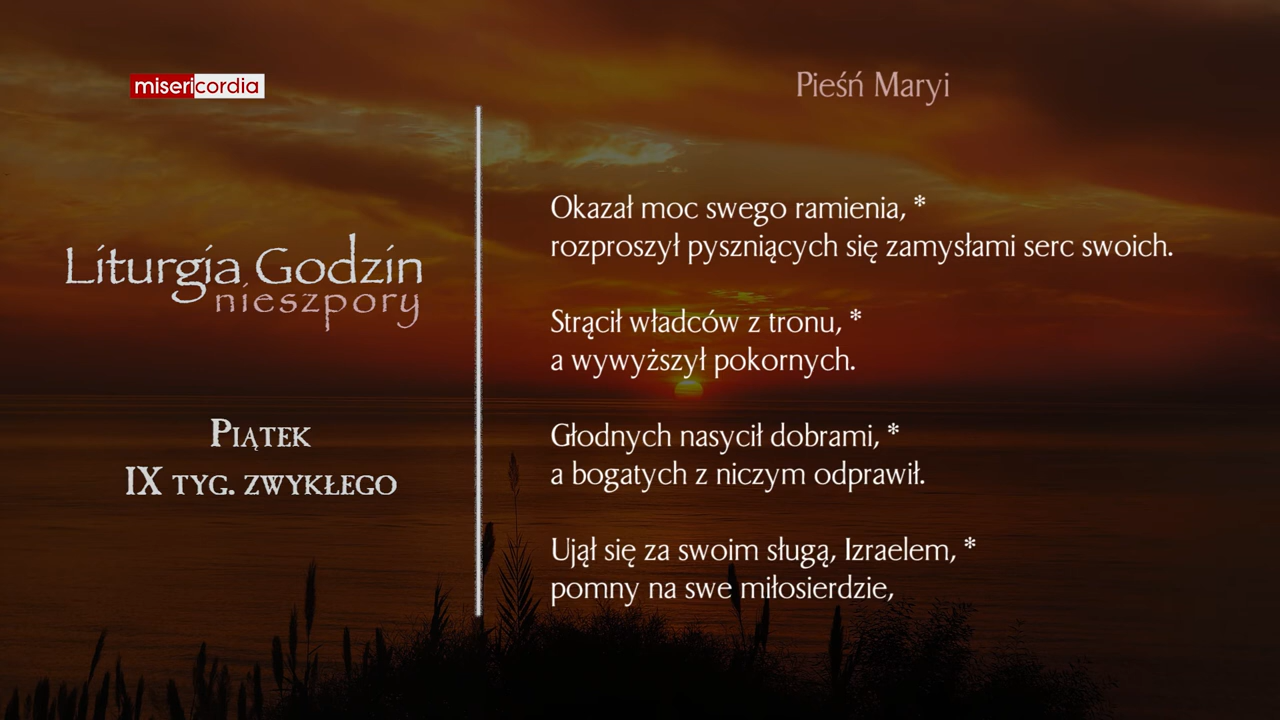 misericordia
Liturgia Godzin
nieszpory
Piątek
IX tyg. zwykłego
Pieśń Maryi
Okazał moc swego ramienia, *
rozproszył pyszniących się zamysłami serc swoich.
Strącił władców z tronu, *
a wywyższył pokornych.
Głodnych nasycił dobrami, *
a bogatych z niczym odprawił.
Ujął się za swoim sługą, Izraelem, *
pomny na swe miłosierdzie,